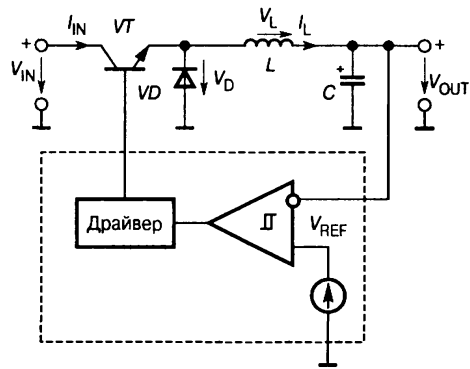 I_IN VT V_L I_L
+ +
V_IN VD V_D L + C V_OUT
Драйвер V_REF